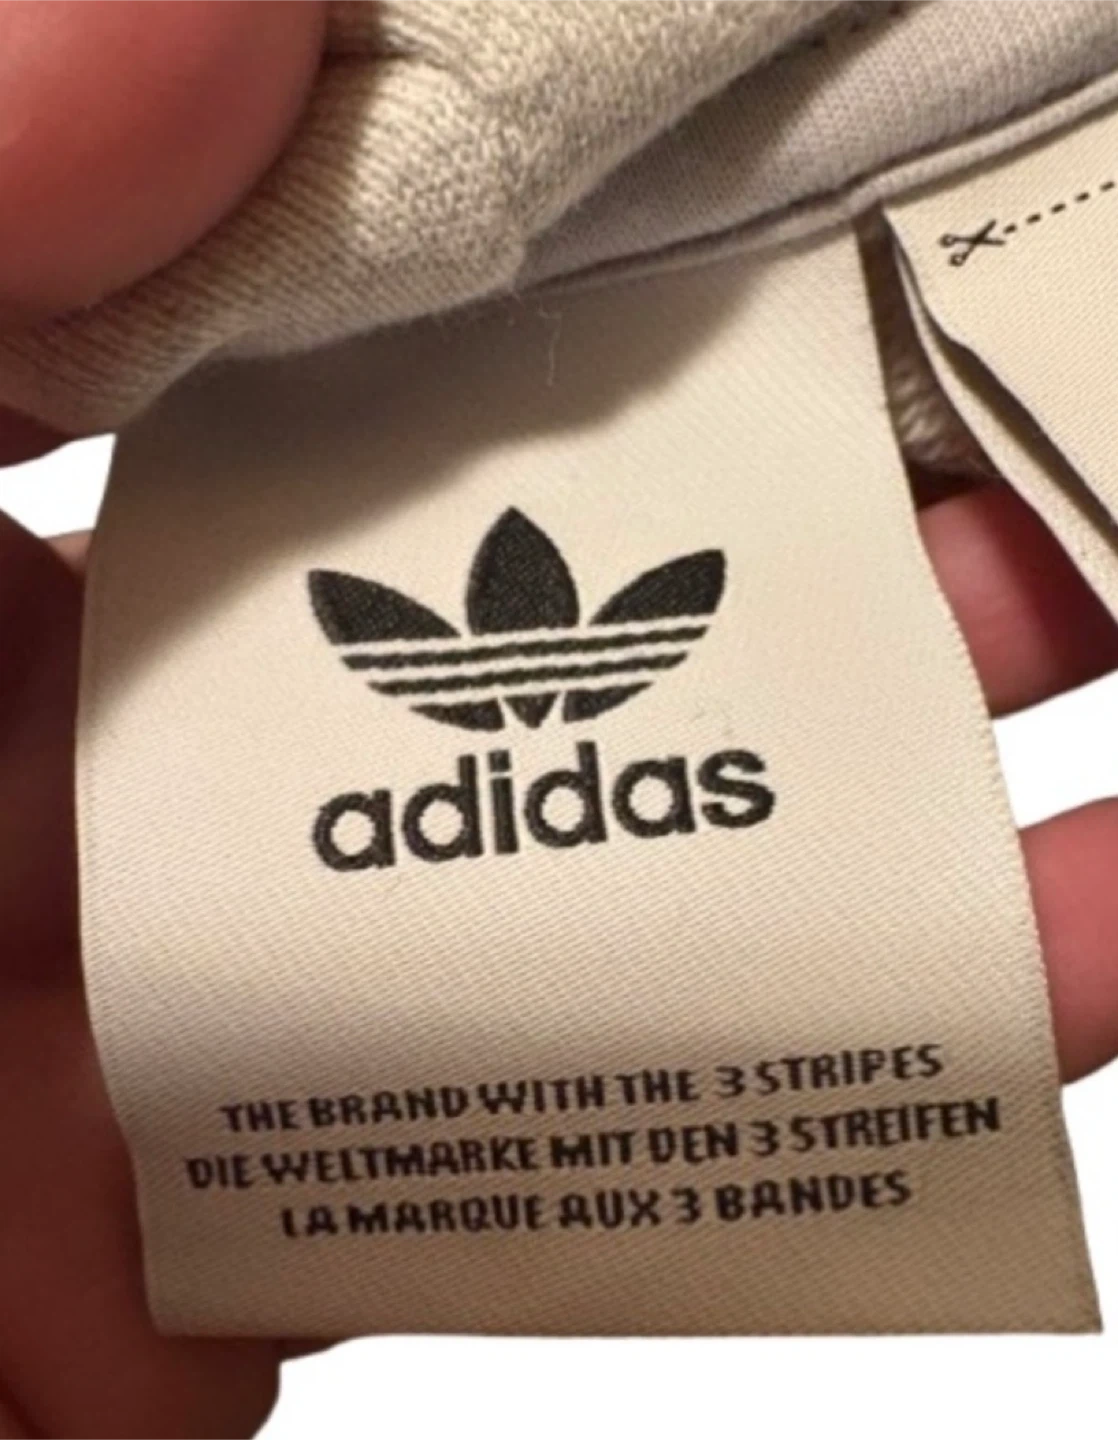 adidas
THE BRAND WITH THE 3 STRIPES
DIE WELTMARKE MIT DEN 3 STREIFEN
LA MARQUE AUX 3 BANDES